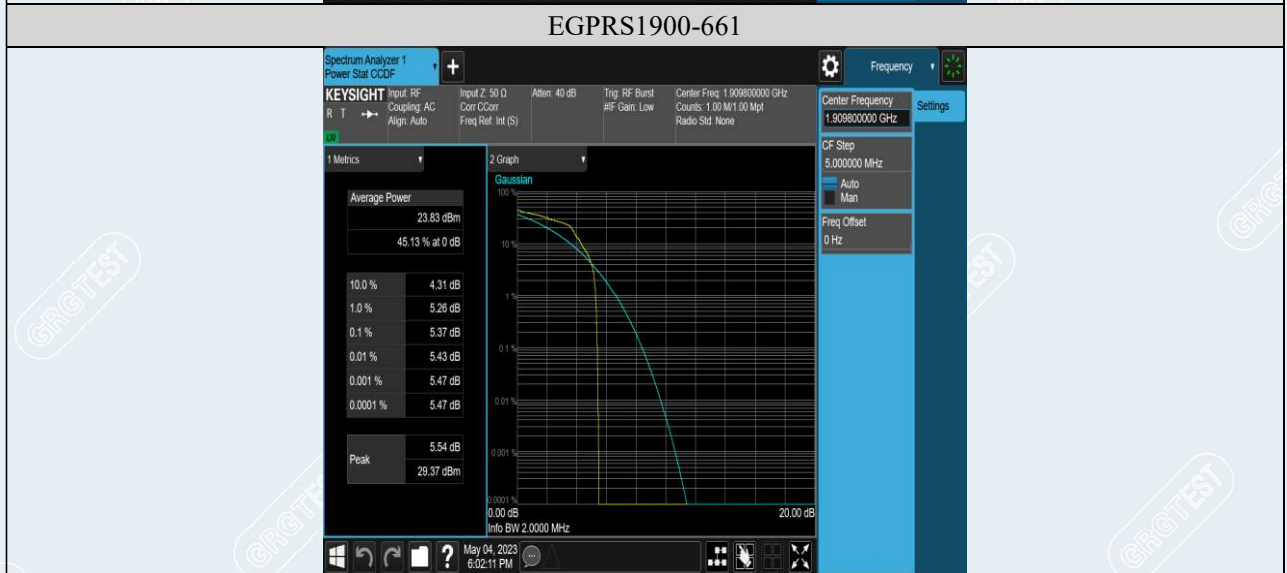 EGPRS1900-661
Spectrum Analyzer 1
Power Stat CCDF
+
Frequency
KEYSIGHT Input: RF Input Z: 50 Ω Atten: 40 dB Trig: RF Burst Center Freq: 1.909800000 GHz
R T Coupling: AC Corr CCorr #IF Gain: Low Counts: 1.00 M/1.00 Mpt
Align: Auto Freq Ref: Int (S) Radio Std: None
Center Frequency
1.909800000 GHz
Settings
CF Step
5.000000 MHz
Auto
Man
Freq Offset
0 Hz
1 Metrics
Average Power
23.83 dBm
45.13 % at 0 dB
10.0 % 4.31 dB
1.0 % 5.26 dB
0.1 % 5.37 dB
0.01 % 5.43 dB
0.001 % 5.47 dB
0.0001 % 5.47 dB
Peak
5.54 dB
29.37 dBm
2 Graph
Gaussian
100 %
10 %
1 %
0.1 %
0.01 %
0.001 %
0.0001 %
0.00 dB 20.00 dB
Info BW 2.0000 MHz
? May 04, 2023
6:02:11 PM
GRGTEST
GRGTEST
GRGTEST
GRGTEST